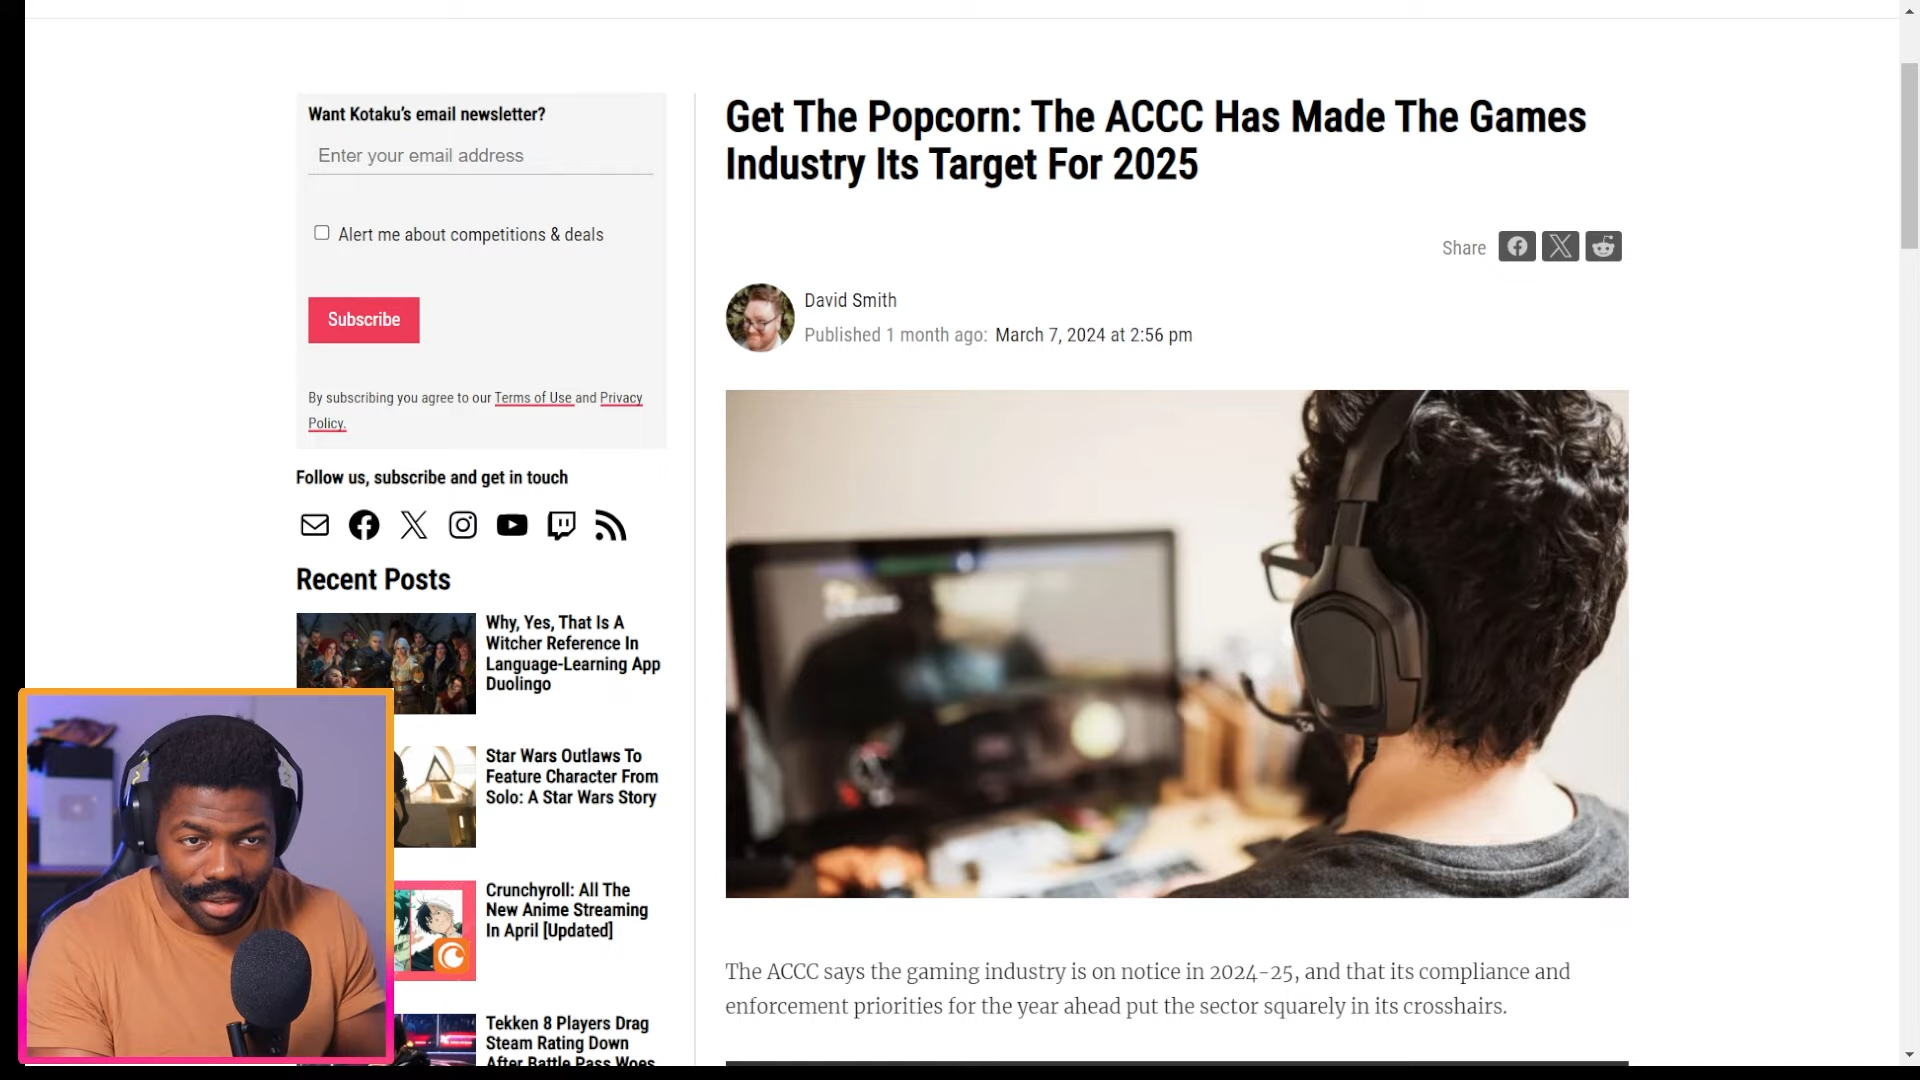 Want Kotaku’s email newsletter?
Enter your email address
Alert me about competitions & deals
Subscribe
By subscribing you agree to our Terms of Use and Privacy
Policy.
Follow us, subscribe and get in touch
Recent Posts
Why, Yes, That Is A
Witcher Reference In
Language-Learning App
Duolingo
Star Wars Outlaws To
Feature Character From
Solo: A Star Wars Story
Crunchyroll: All The
New Anime Streaming
In April [Updated]
Tekken 8 Players Drag
Steam Rating Down
After Battle Pass Woes
Get The Popcorn: The ACCC Has Made The Games
Industry Its Target For 2025
Share
David Smith
Published 1 month ago: March 7, 2024 at 2:56 pm
The ACCC says the gaming industry is on notice in 2024-25, and that its compliance and
enforcement priorities for the year ahead put the sector squarely in its crosshairs.